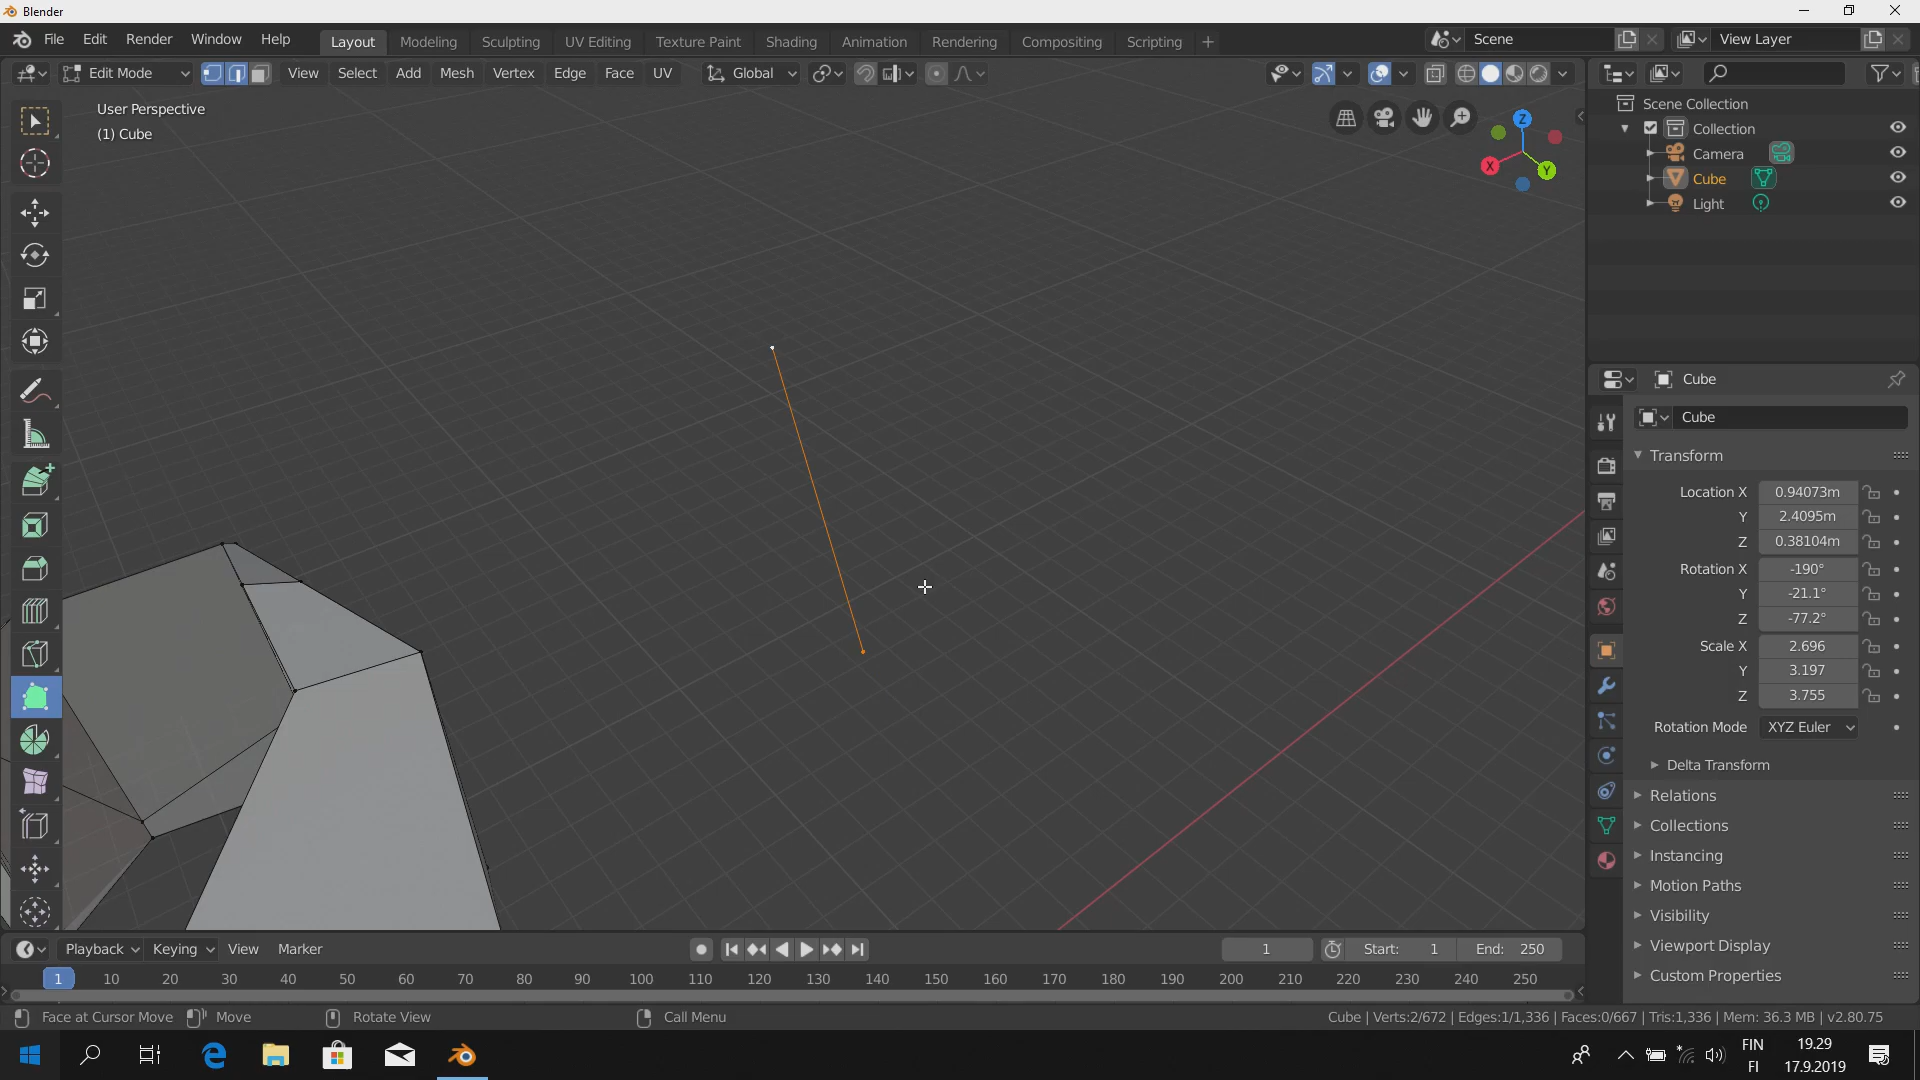 Blender
File Edit Render Window Help
Layout Modeling Sculpting UV Editing Texture Paint Shading Animation Rendering Compositing Scripting +
Scene
View Layer
Edit Mode View Select Add Mesh Vertex Edge Face UV Global
User Perspective
(1) Cube
Z
X
Y
Scene Collection
Collection
Camera
Cube
Light
Cube
Cube
Transform
Location X 0.94073m
Y 2.4095m
Z 0.38104m
Rotation X -190°
Y -21.1°
Z -77.2°
Scale X 2.696
Y 3.197
Z 3.755
Rotation Mode XYZ Euler
Delta Transform
Relations
Collections
Instancing
Motion Paths
Visibility
Viewport Display
Custom Properties
Playback Keying View Marker
1 Start: 1 End: 250
1 10 20 30 40 50 60 70 80 90 100 110 120 130 140 150 160 170 180 190 200 210 220 230 240 250
Face at Cursor Move Move Rotate View Call Menu
Cube | Verts:2/672 | Edges:1/1,336 | Faces:0/667 | Tris:1,336 | Mem: 36.3 MB | v2.80.75
FIN
FI
19.29
17.9.2019